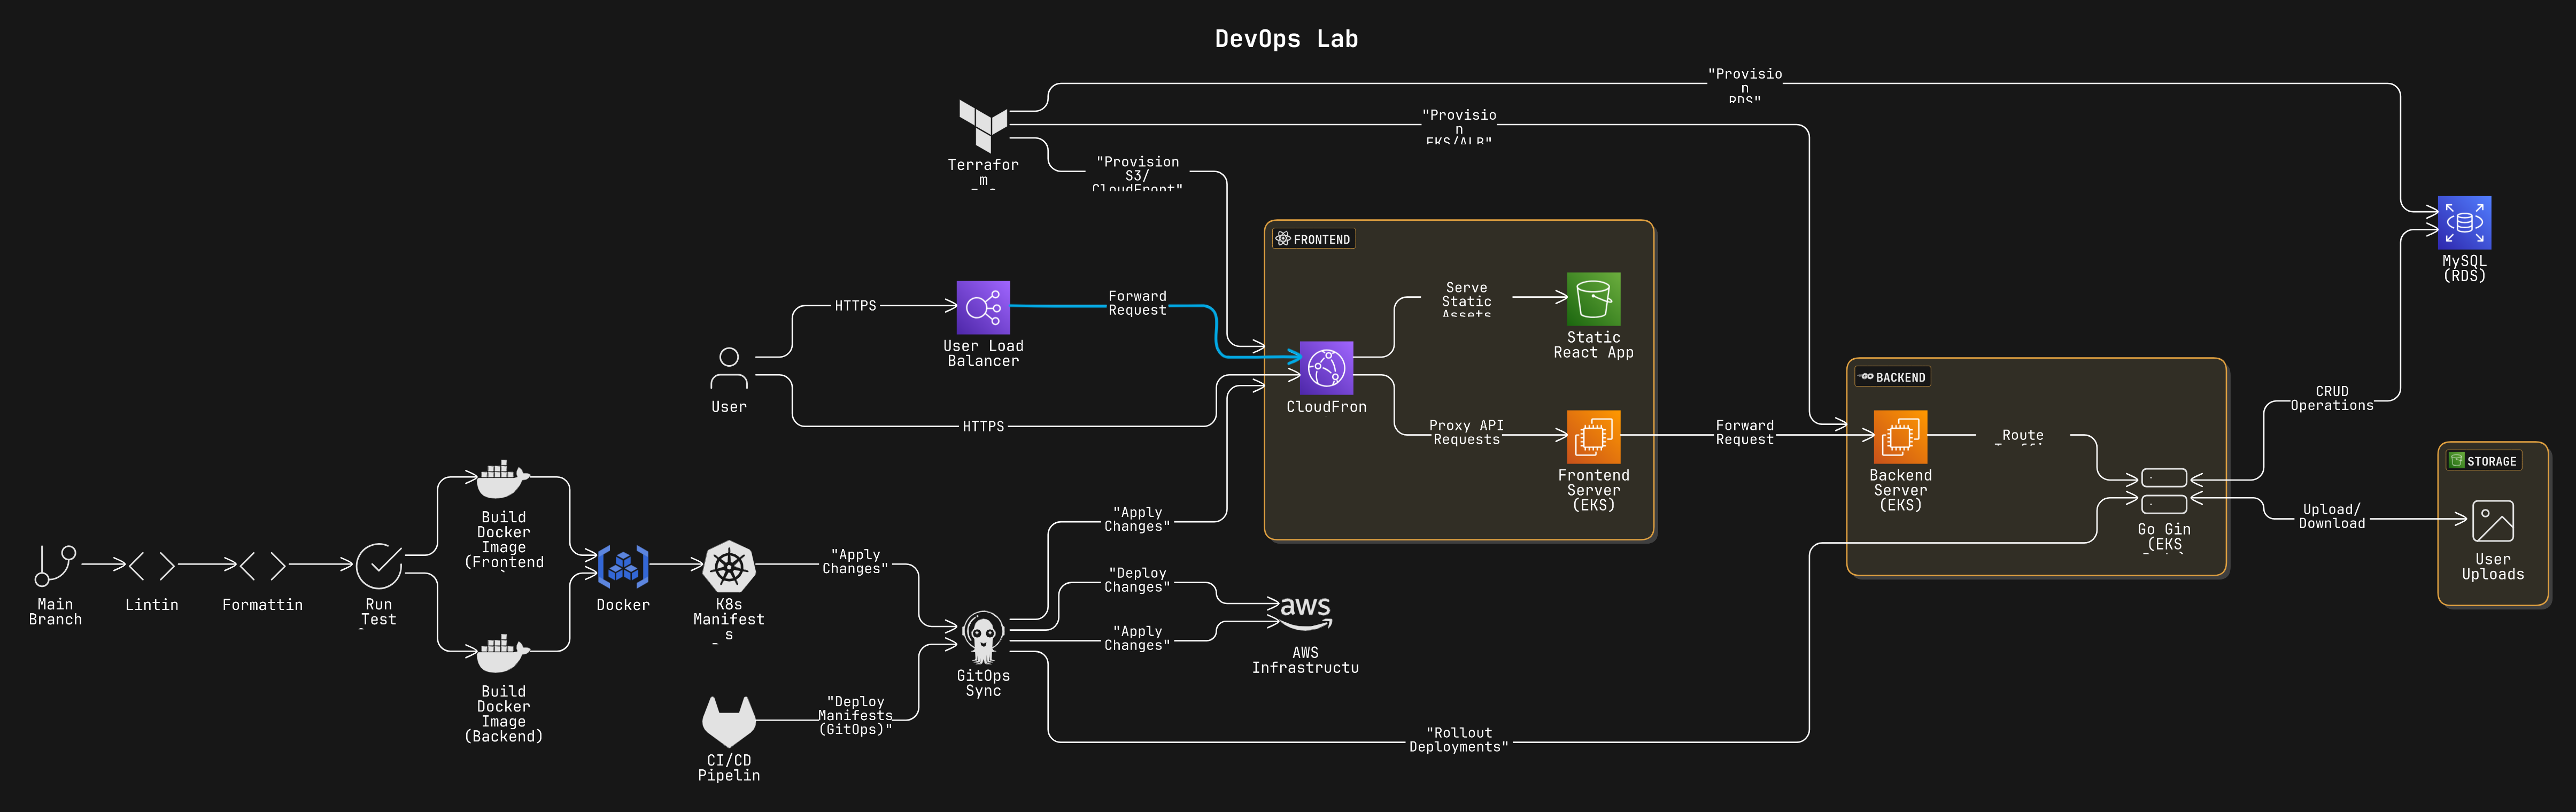 DevOps Lab
"Provisio
n
RDS"
"Provisio
n
EKS/ALB"
Terrafor
m
"Provision
S3/
CloudFront"
FRONTEND
MySQL
(RDS)
HTTPS
User Load
Balancer
Forward
Request
Serve
Static
Assets
Static
React App
User
HTTPS
CloudFron
Proxy API
Requests
Frontend
Server
(EKS)
Forward
Request
GO BACKEND
Backend
Server
(EKS)
Route
Go Gin
(EKS
CRUD
Operations
Upload/
Download
STORAGE
User
Uploads
Main
Branch
Lintin
Formattin
Run
Test
Build
Docker
Image
(Frontend
Build
Docker
Image
(Backend)
Docker
K8s
Manifest
s
"Apply
Changes"
CI/CD
Pipelin
"Deploy
Manifests
(GitOps)"
GitOps
Sync
"Apply
Changes"
"Deploy
Changes"
"Apply
Changes"
aws
AWS
Infrastructu
"Rollout
Deployments"